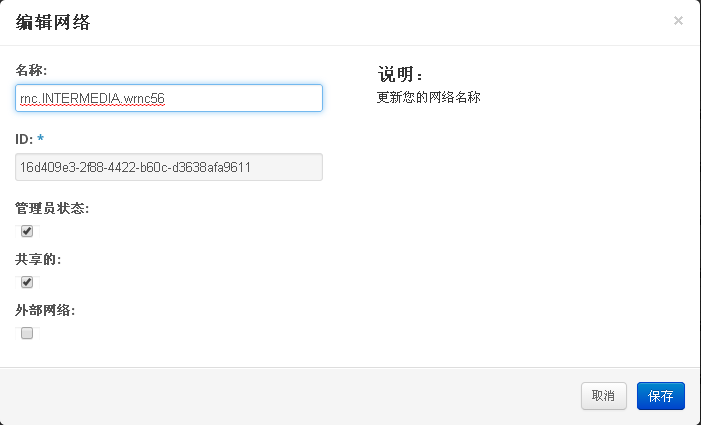 编辑网络
×
名称:
rnc.INTERMEDIA.wrnc56
ID: *
16d409e3-2f88-4422-b60c-d3638afa9611
管理员状态:
共享的:
外部网络:
说明：
更新您的网络名称
取消
保存